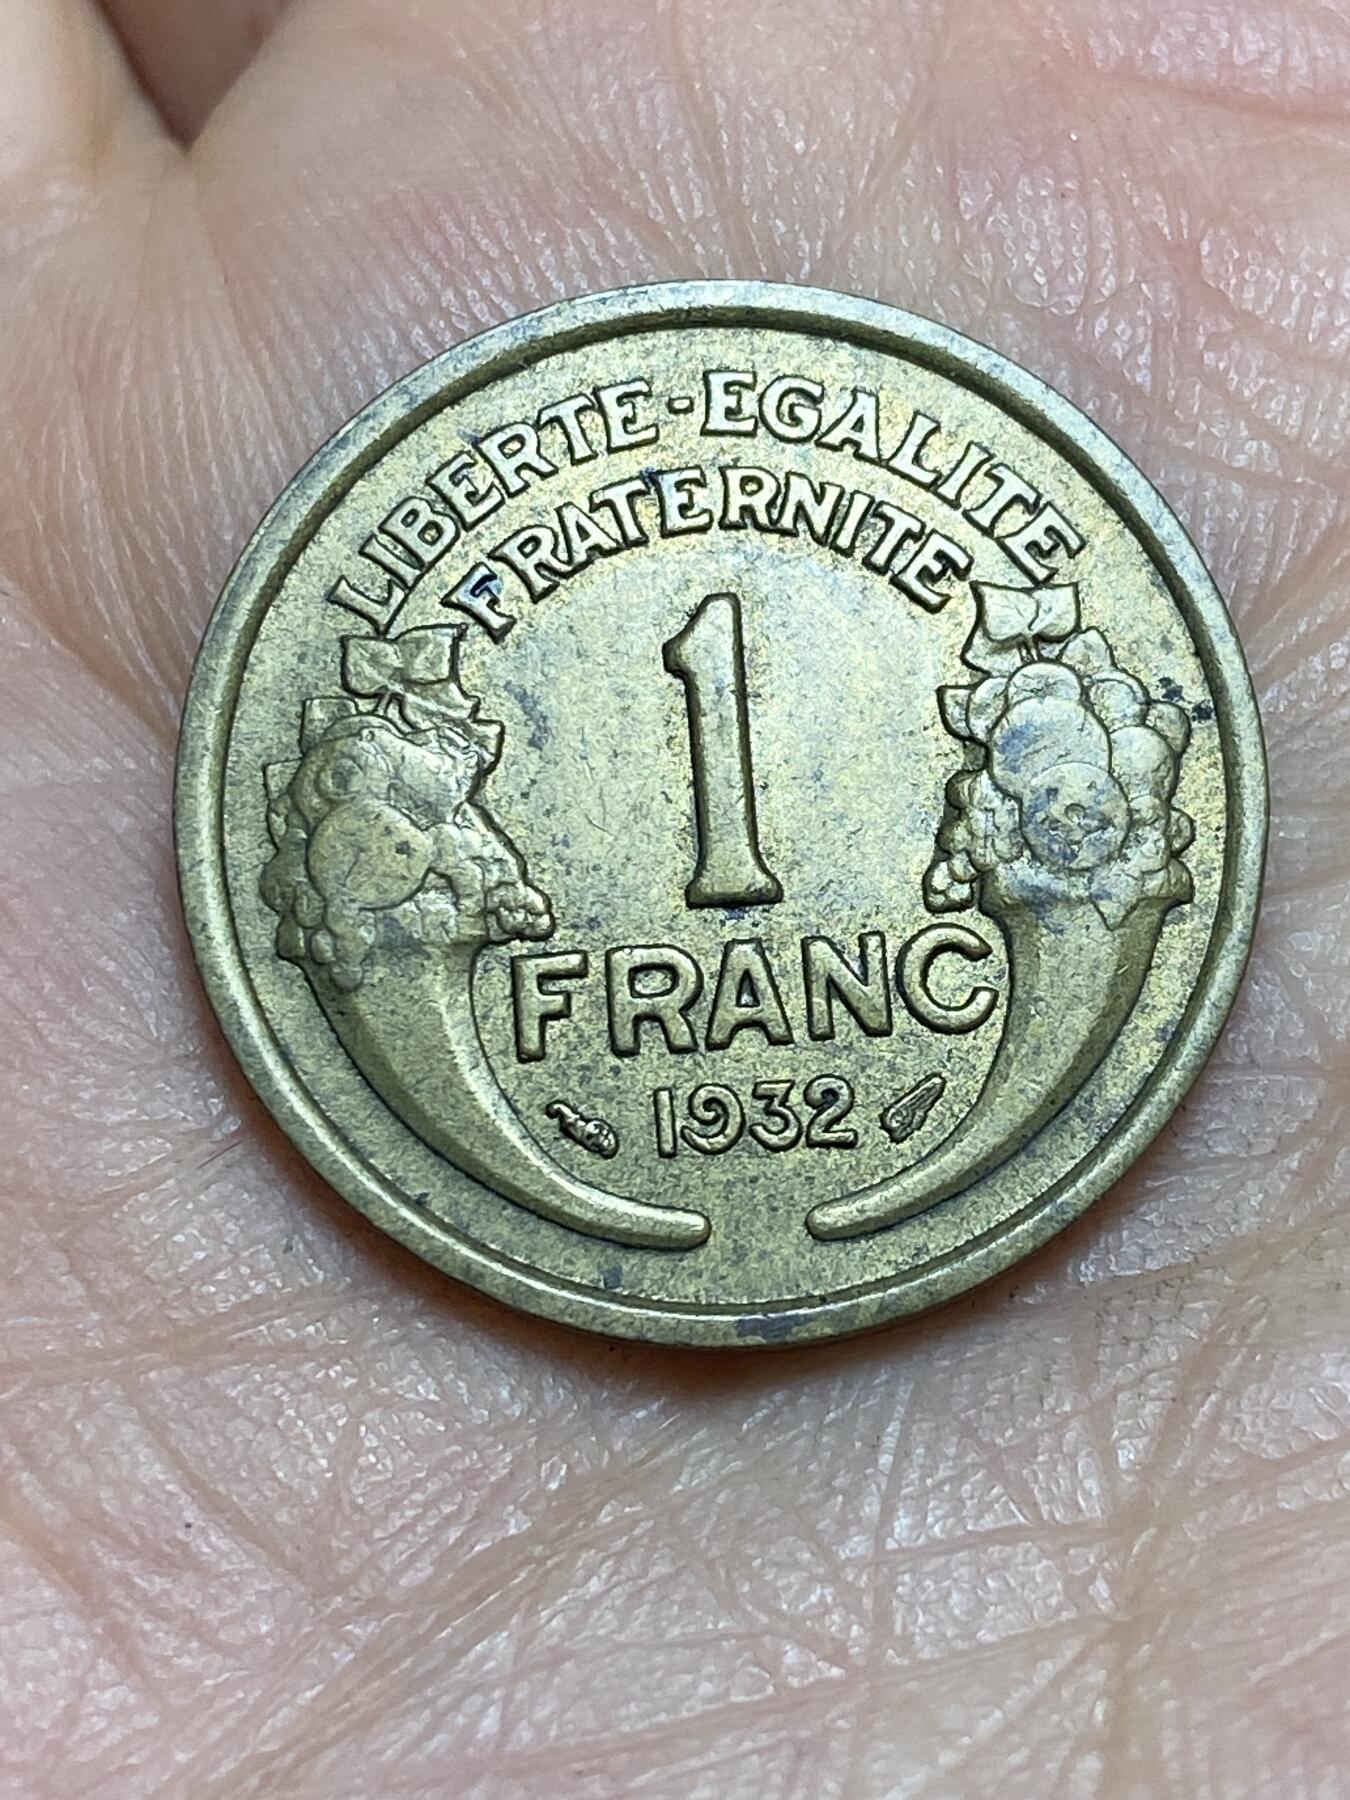 LIBERTE-EGALITE
FRATERNITE
1
FRANC
1932